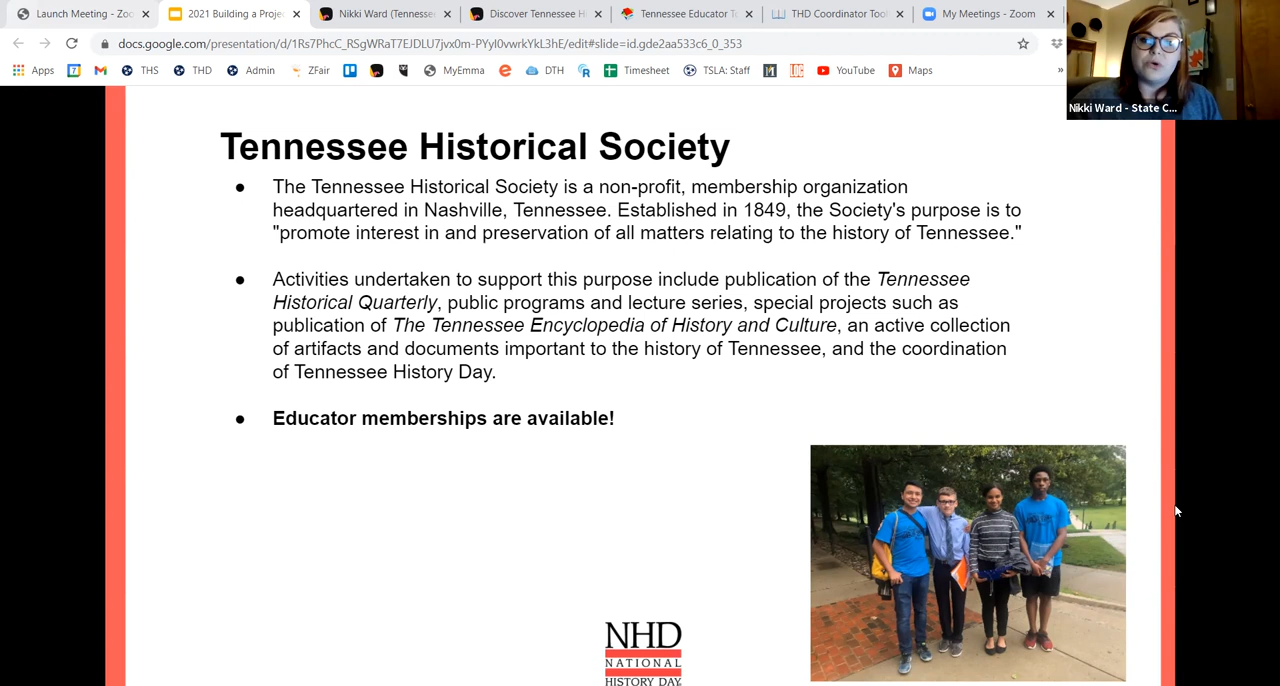 Launch Meeting - Zoo
2021 Building a Projec
Nikki Ward (Tennessee
Discover Tennessee Hi
Tennessee Educator To
THD Coordinator Tool
My Meetings - Zoom
docs.google.com/presentation/d/1Rs7PhcC_RSgWRaT7EJDLU7jvx0m-PYyI0vwrkYkL3hE/edit#slide=id.gde2aa533c6_0_353
Apps 7 THS THD Admin ZFair MyEmma DTH Timesheet TSLA: Staff YouTube Maps »
Nikki Ward - State C...
Tennessee Historical Society
● The Tennessee Historical Society is a non-profit, membership organization
headquartered in Nashville, Tennessee. Established in 1849, the Society's purpose is to
"promote interest in and preservation of all matters relating to the history of Tennessee."
● Activities undertaken to support this purpose include publication of the Tennessee
Historical Quarterly, public programs and lecture series, special projects such as
publication of The Tennessee Encyclopedia of History and Culture, an active collection
of artifacts and documents important to the history of Tennessee, and the coordination
of Tennessee History Day.
● Educator memberships are available!
NHD
NATIONAL
HISTORY DAY